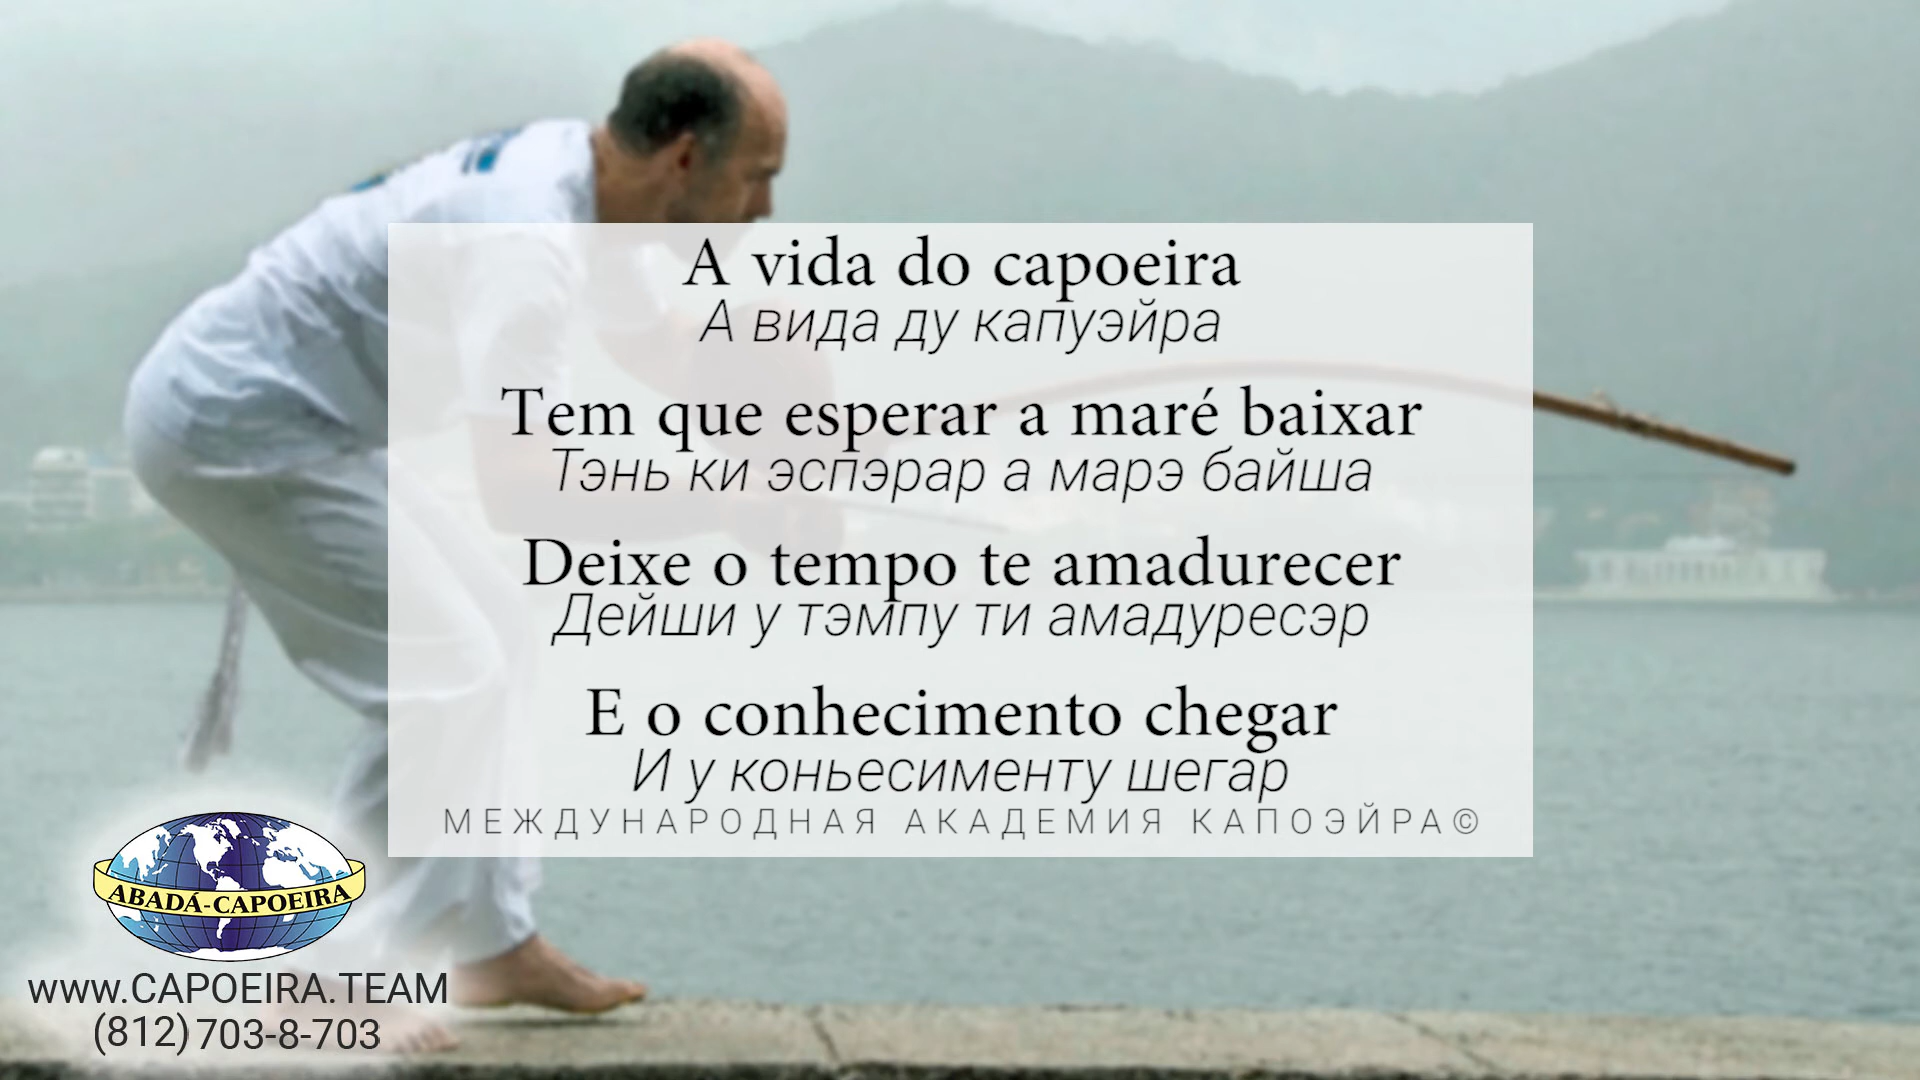 A vida do capoeira
А вида ду капуэйра
Tem que esperar a maré baixar
Тэнь ки эспэрар а марэ байша
Deixe o tempo te amadurecer
Дейши у тэмпу ти амадуресэр
E o conhecimento chegar
И у коньесименту шегар
МЕЖДУНАРОДНАЯ АКАДЕМИЯ КАПОЭЙРА©
ABADÁ-CAPOEIRA
www.CAPOEIRA.TEAM
(812) 703-8-703